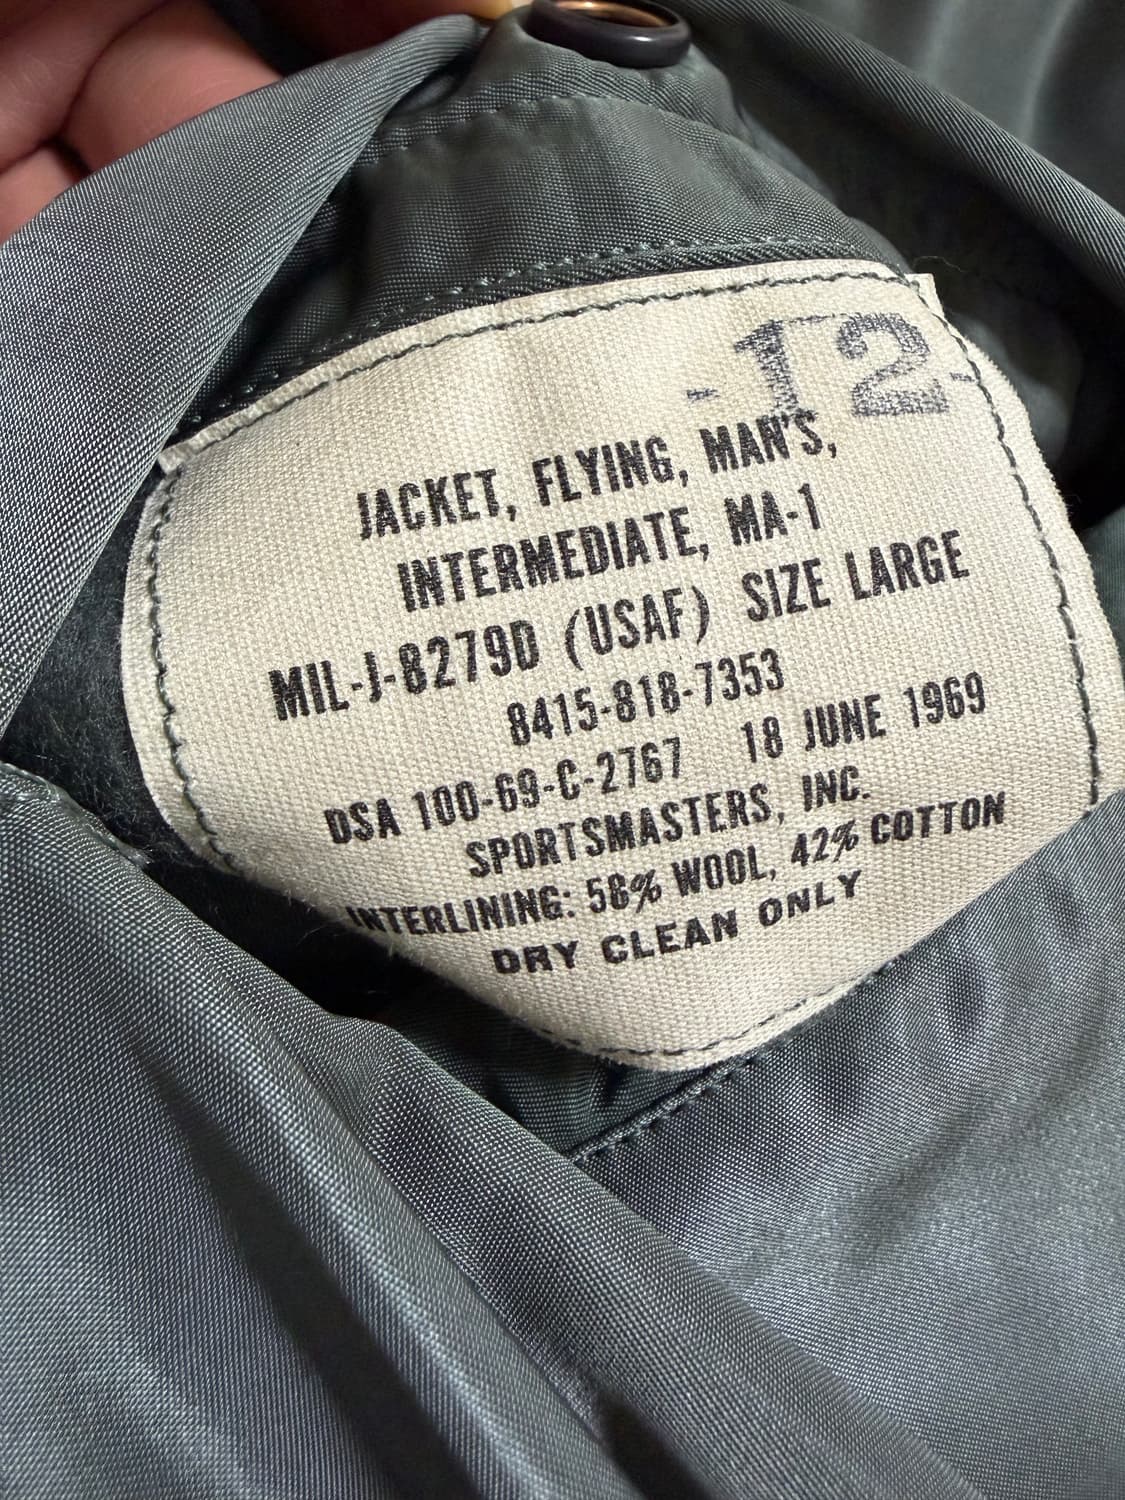 -12-
JACKET, FLYING, MAN'S,
INTERMEDIATE, MA-1
MIL-J-8279D (USAF) SIZE LARGE
8415-818-7353
DSA 100-69-C-2767 18 JUNE 1969
SPORTSMASTERS, INC.
INTERLINING: 58% WOOL, 42% COTTON
DRY CLEAN ONLY